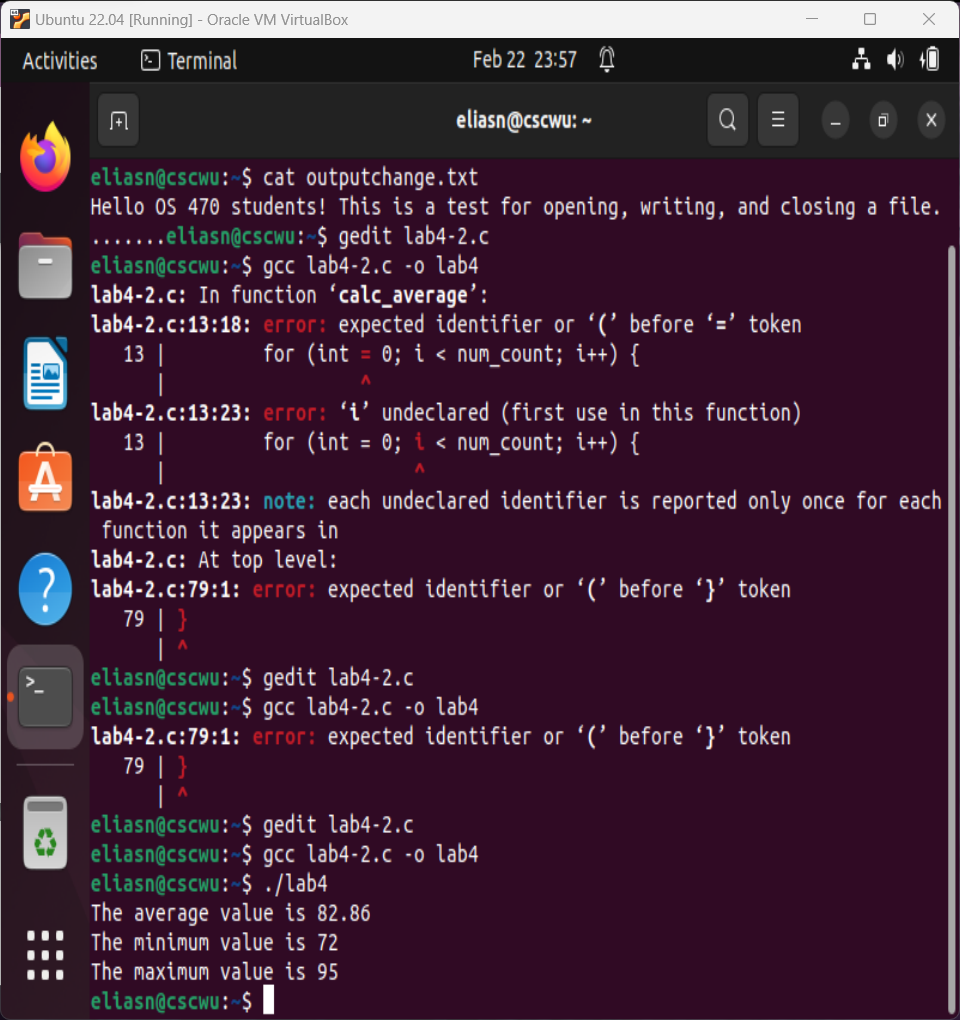 Ubuntu 22.04 [Running] - Oracle VM VirtualBox
Activities
Terminal
Feb 22 23:57
eliasn@cscwu: ~
eliasn@cscwu:~$ cat outputchange.txt
Hello OS 470 students! This is a test for opening, writing, and closing a file.
.......eliasn@cscwu:~$ gedit lab4-2.c
eliasn@cscwu:~$ gcc lab4-2.c -o lab4
lab4-2.c: In function ‘calc_average’:
lab4-2.c:13:18: error: expected identifier or ‘(’ before ‘=’ token
   13 |         for (int = 0; i < num_count; i++) {
      |                  ^
lab4-2.c:13:23: error: ‘i’ undeclared (first use in this function)
   13 |         for (int = 0; i < num_count; i++) {
      |                       ^
lab4-2.c:13:23: note: each undeclared identifier is reported only once for each
 function it appears in
lab4-2.c: At top level:
lab4-2.c:79:1: error: expected identifier or ‘(’ before ‘}’ token
   79 | }
      | ^
eliasn@cscwu:~$ gedit lab4-2.c
eliasn@cscwu:~$ gcc lab4-2.c -o lab4
lab4-2.c:79:1: error: expected identifier or ‘(’ before ‘}’ token
   79 | }
      | ^
eliasn@cscwu:~$ gedit lab4-2.c
eliasn@cscwu:~$ gcc lab4-2.c -o lab4
eliasn@cscwu:~$ ./lab4
The average value is 82.86
The minimum value is 72
The maximum value is 95
eliasn@cscwu:~$